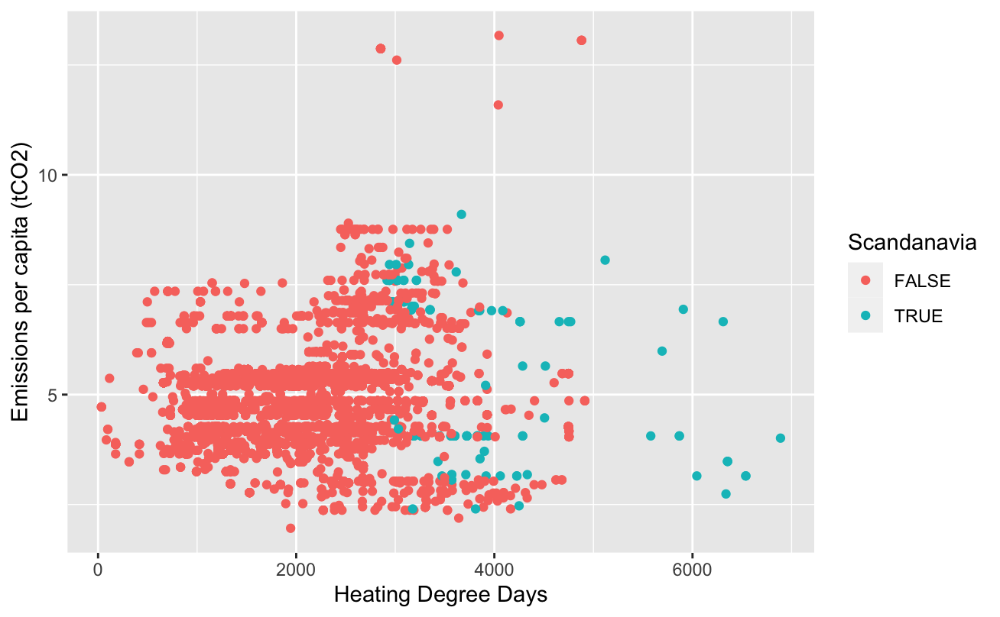 Emissions per capita (tCO2)
10
5
0
2000
4000
6000
Heating Degree Days
Scandanavia
FALSE
TRUE